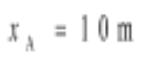 x_A = 10 m